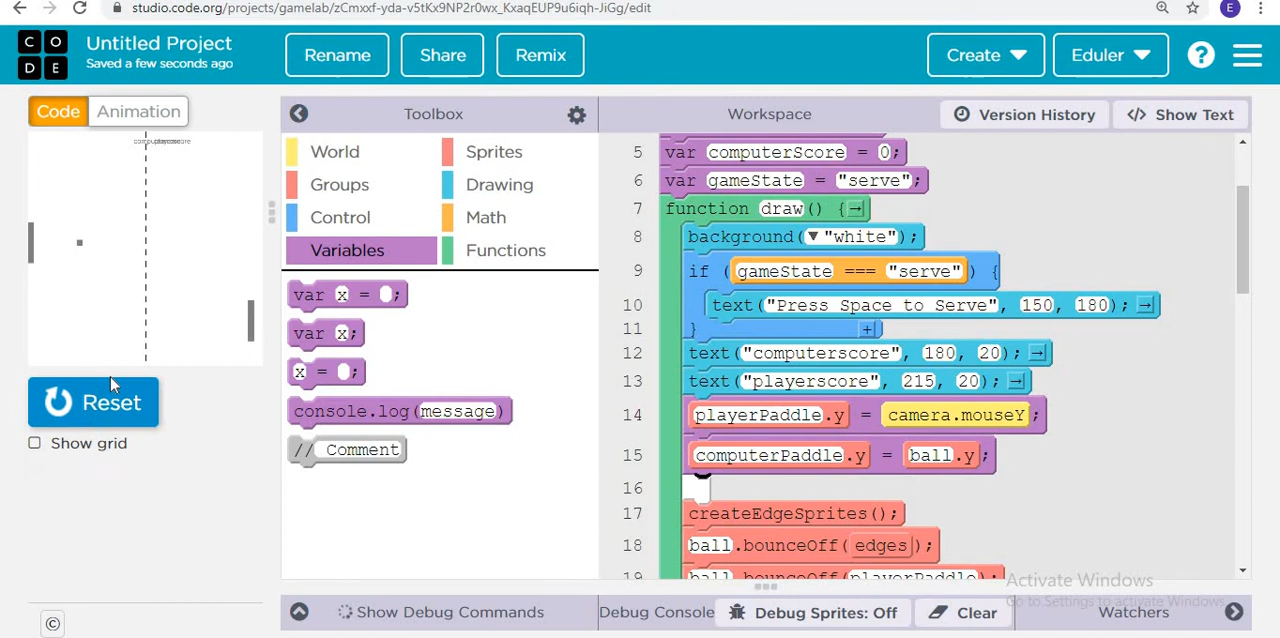 studio.code.org/projects/gamelab/zCmxxf-yda-v5tKx9NP2r0wx_KxaqEUP9u6iqh-JiGg/edit
E
C O D E
Untitled Project
Saved a few seconds ago
Rename
Share
Remix
Create
Eduler
?
Code
Animation
Toolbox
Workspace
Version History
</> Show Text
World
Sprites
Groups
Drawing
Control
Math
Variables
Functions
var x = ;
var x;
x = ;
console.log(message)
// Comment
Reset
Show grid
5 var computerScore = 0;
6 var gameState = "serve";
7 function draw() {
8 background("white");
9 if (gameState === "serve") {
10 text("Press Space to Serve", 150, 180);
11 } +
12 text("computerscore", 180, 20);
13 text("playerscore", 215, 20);
14 playerPaddle.y = camera.mouseY;
15 computerPaddle.y = ball.y;
16
17 createEdgeSprites();
18 ball.bounceOff(edges);
19 ball.bounceOff(playerPaddle);
Activate Windows
Go to Settings to activate Windows.
©
Show Debug Commands
Debug Console
Debug Sprites: Off
Clear
Watchers